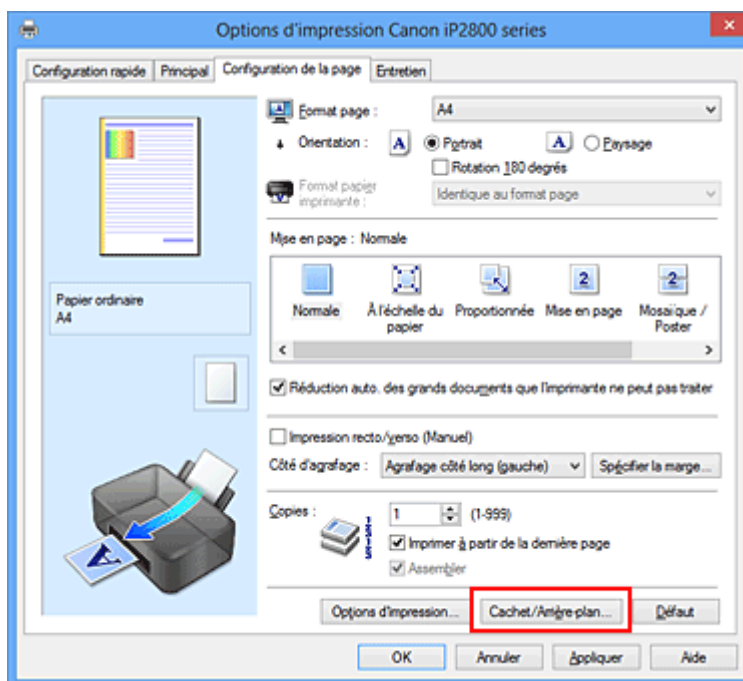 Options d'impression Canon iP2800 series
Configuration rapide Principal Configuration de la page Entretien
Format page : A4
Orientation : A Portrait A Paysage
Rotation 180 degrés
Format papier imprimante : Identique au format page
Mise en page : Normale
Normale À l'échelle du papier Proportionnée Mise en page Mosaïque / Poster
Papier ordinaire
A4
Réduction auto. des grands documents que l'imprimante ne peut pas traiter
Impression recto/verso (Manuel)
Côté d'agrafage : Agrafage côté long (gauche) Spécifier la marge...
Copies : 1 (1-999)
Imprimer à partir de la dernière page
Assembler
Options d'impression... Cachet/Arrière-plan... Défaut
OK Annuler Appliquer Aide